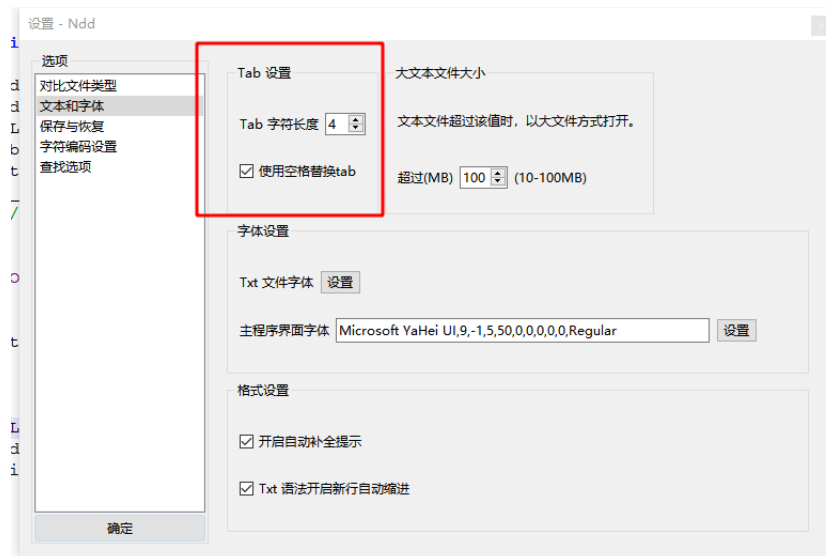 设置 - Ndd
选项
对比文件类型
文本和字体
保存与恢复
字符编码设置
查找选项
确定
Tab 设置
Tab 字符长度 4
使用空格替换tab
大文本文件大小
文本文件超过该值时，以大文件方式打开。
超过(MB) 100 (10-100MB)
字体设置
Txt 文件字体 设置
主程序界面字体 Microsoft YaHei UI,9,-1,5,50,0,0,0,0,0,Regular 设置
格式设置
开启自动补全提示
Txt 语法开启新行自动缩进